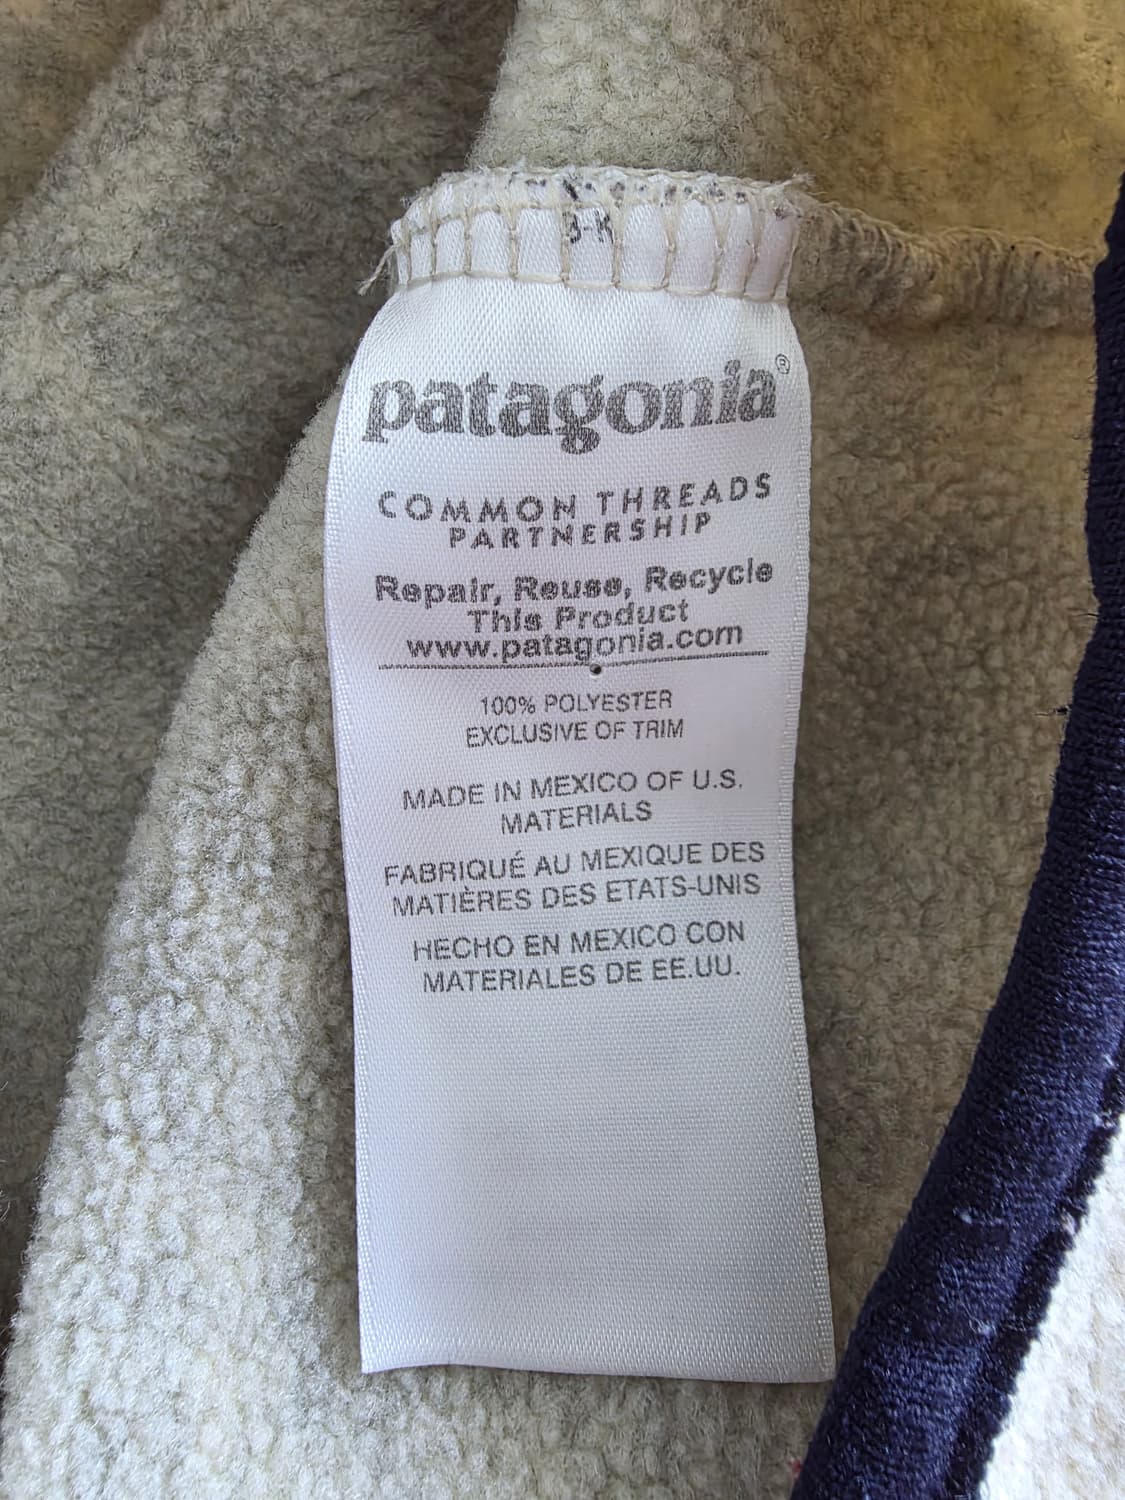 patagonia®
COMMON THREADS
PARTNERSHIP
Repair, Reuse, Recycle
This Product
www.patagonia.com
100% POLYESTER
EXCLUSIVE OF TRIM
MADE IN MEXICO OF U.S.
MATERIALS
FABRIQUÉ AU MEXIQUE DES
MATIÈRES DES ETATS-UNIS
HECHO EN MEXICO CON
MATERIALES DE EE.UU.